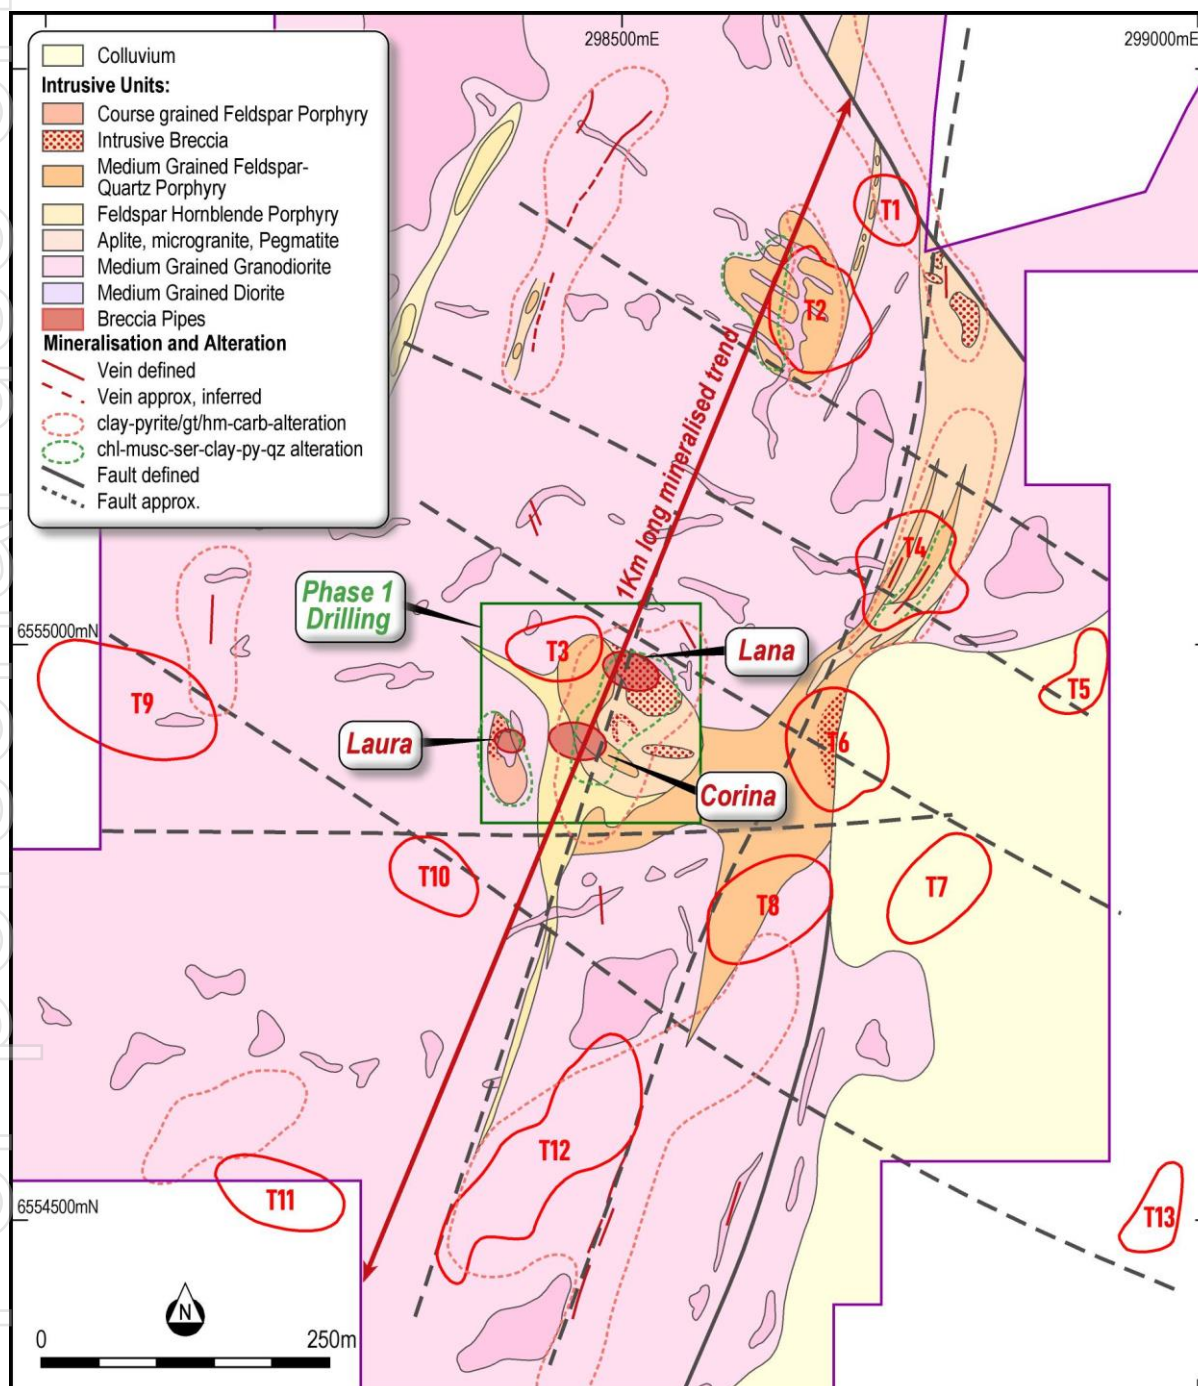 298500mE
299000mE
Colluvium
Intrusive Units:
Course grained Feldspar Porphyry
Intrusive Breccia
Medium Grained Feldspar-
Quartz Porphyry
Feldspar Hornblende Porphyry
Aplite, microgranite, Pegmatite
Medium Grained Granodiorite
Medium Grained Diorite
Breccia Pipes
Mineralisation and Alteration
Vein defined
Vein approx, inferred
clay-pyrite/gt/hm-carb-alteration
chl-musc-ser-clay-py-qz alteration
Fault defined
Fault approx.
T1
T2
1Km long mineralised trend
T4
Phase 1
Drilling
6555000mN
T3
Lana
T5
T9
T6
Laura
Corina
T10
T7
T8
T12
T11
6554500mN
T13
N
0
250m